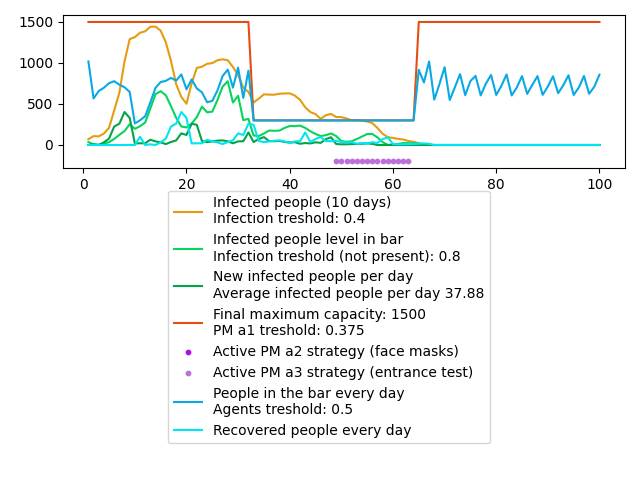 1500
1000
500
0
0
20
40
60
80
100
Infected people (10 days)
Infection treshold: 0.4
Infected people level in bar
Infection treshold (not present): 0.8
New infected people per day
Average infected people per day 37.88
Final maximum capacity: 1500
PM a1 treshold: 0.375
Active PM a2 strategy (face masks)
Active PM a3 strategy (entrance test)
People in the bar every day
Agents treshold: 0.5
Recovered people every day